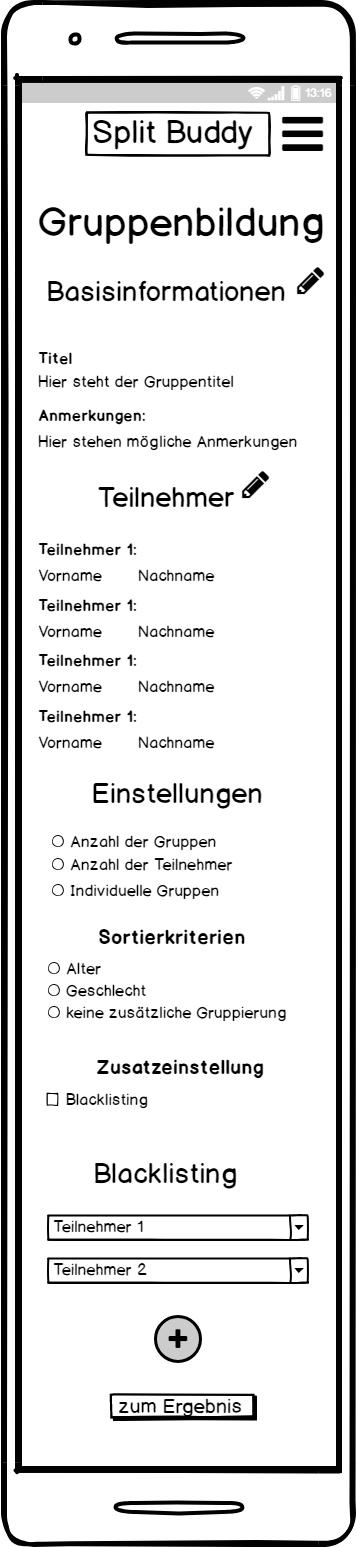 13:16
Split Buddy
Gruppenbildung
Basisinformationen
Titel
Hier steht der Gruppentitel
Anmerkungen:
Hier stehen mögliche Anmerkungen
Teilnehmer
Teilnehmer 1:
Vorname Nachname
Teilnehmer 1:
Vorname Nachname
Teilnehmer 1:
Vorname Nachname
Teilnehmer 1:
Vorname Nachname
Einstellungen
Anzahl der Gruppen
Anzahl der Teilnehmer
Individuelle Gruppen
Sortierkriterien
Alter
Geschlecht
keine zusätzliche Gruppierung
Zusatzeinstellung
Blacklisting
Blacklisting
Teilnehmer 1
Teilnehmer 2
zum Ergebnis